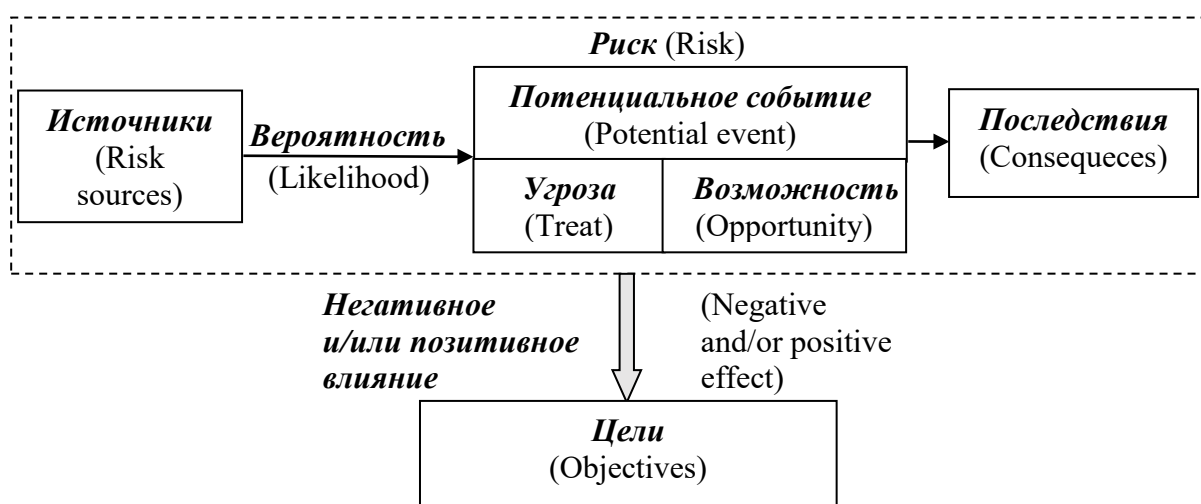 Риск (Risk)
Источники
(Risk
sources)
Вероятность
(Likelihood)
Потенциальное событие
(Potential event)
Угроза
(Treat)
Возможность
(Opportunity)
Последствия
(Consequeces)
Негативное
и/или позитивное
влияние
(Negative
and/or positive
effect)
Цели
(Objectives)